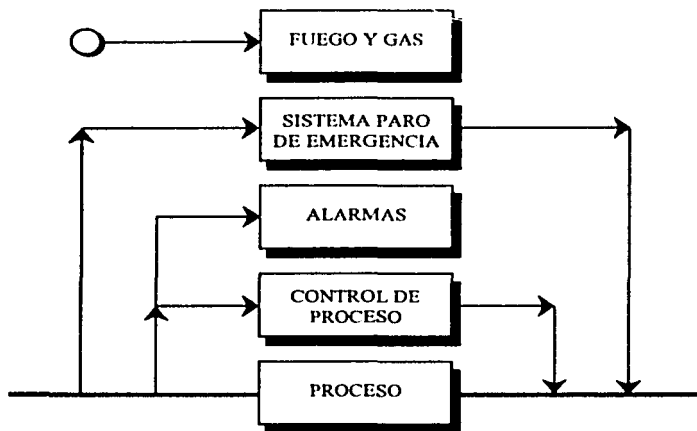 FUEGO Y GAS
SISTEMA PARO
DE EMERGENCIA
ALARMAS
CONTROL DE
PROCESO
PROCESO